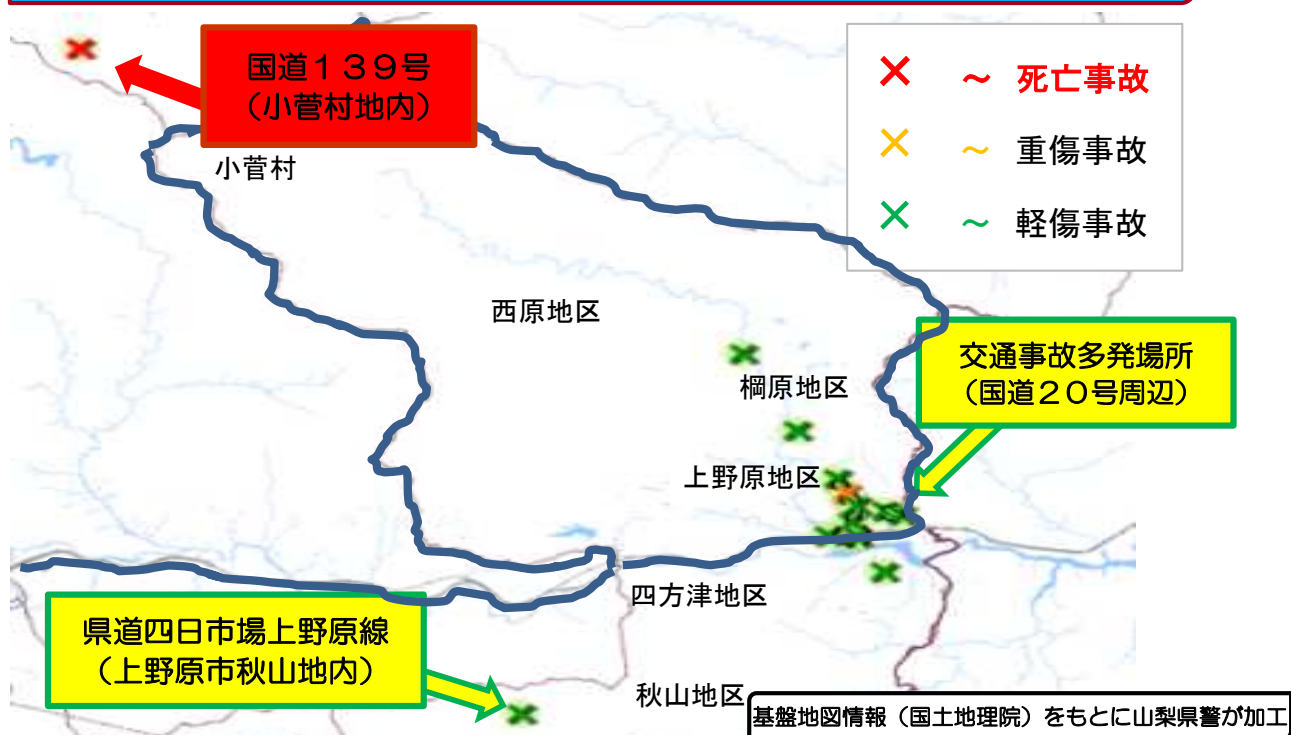 国道１３９号
（小菅村地内）
× ～ 死亡事故
× ～ 重傷事故
× ～ 軽傷事故
小菅村
西原地区
交通事故多発場所
（国道２０号周辺）
棡原地区
上野原地区
四方津地区
県道四日市場上野原線
（上野原市秋山地内）
秋山地区
基盤地図情報（国土地理院）をもとに山梨県警が加工